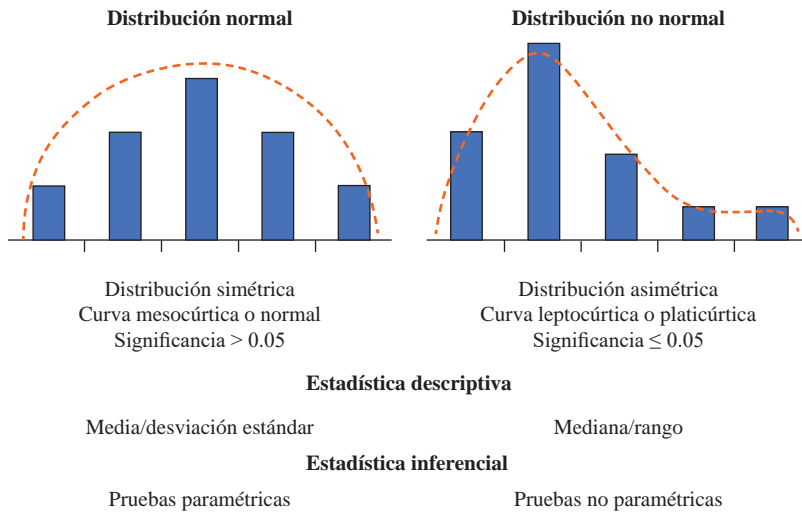 Distribución normal
Distribución no normal
Distribución simétrica
Curva mesocúrtica o normal
Significancia > 0.05
Distribución asimétrica
Curva leptocúrtica o platicúrtica
Significancia ≤ 0.05
Estadística descriptiva
Media/desviación estándar
Mediana/rango
Estadística inferencial
Pruebas paramétricas
Pruebas no paramétricas